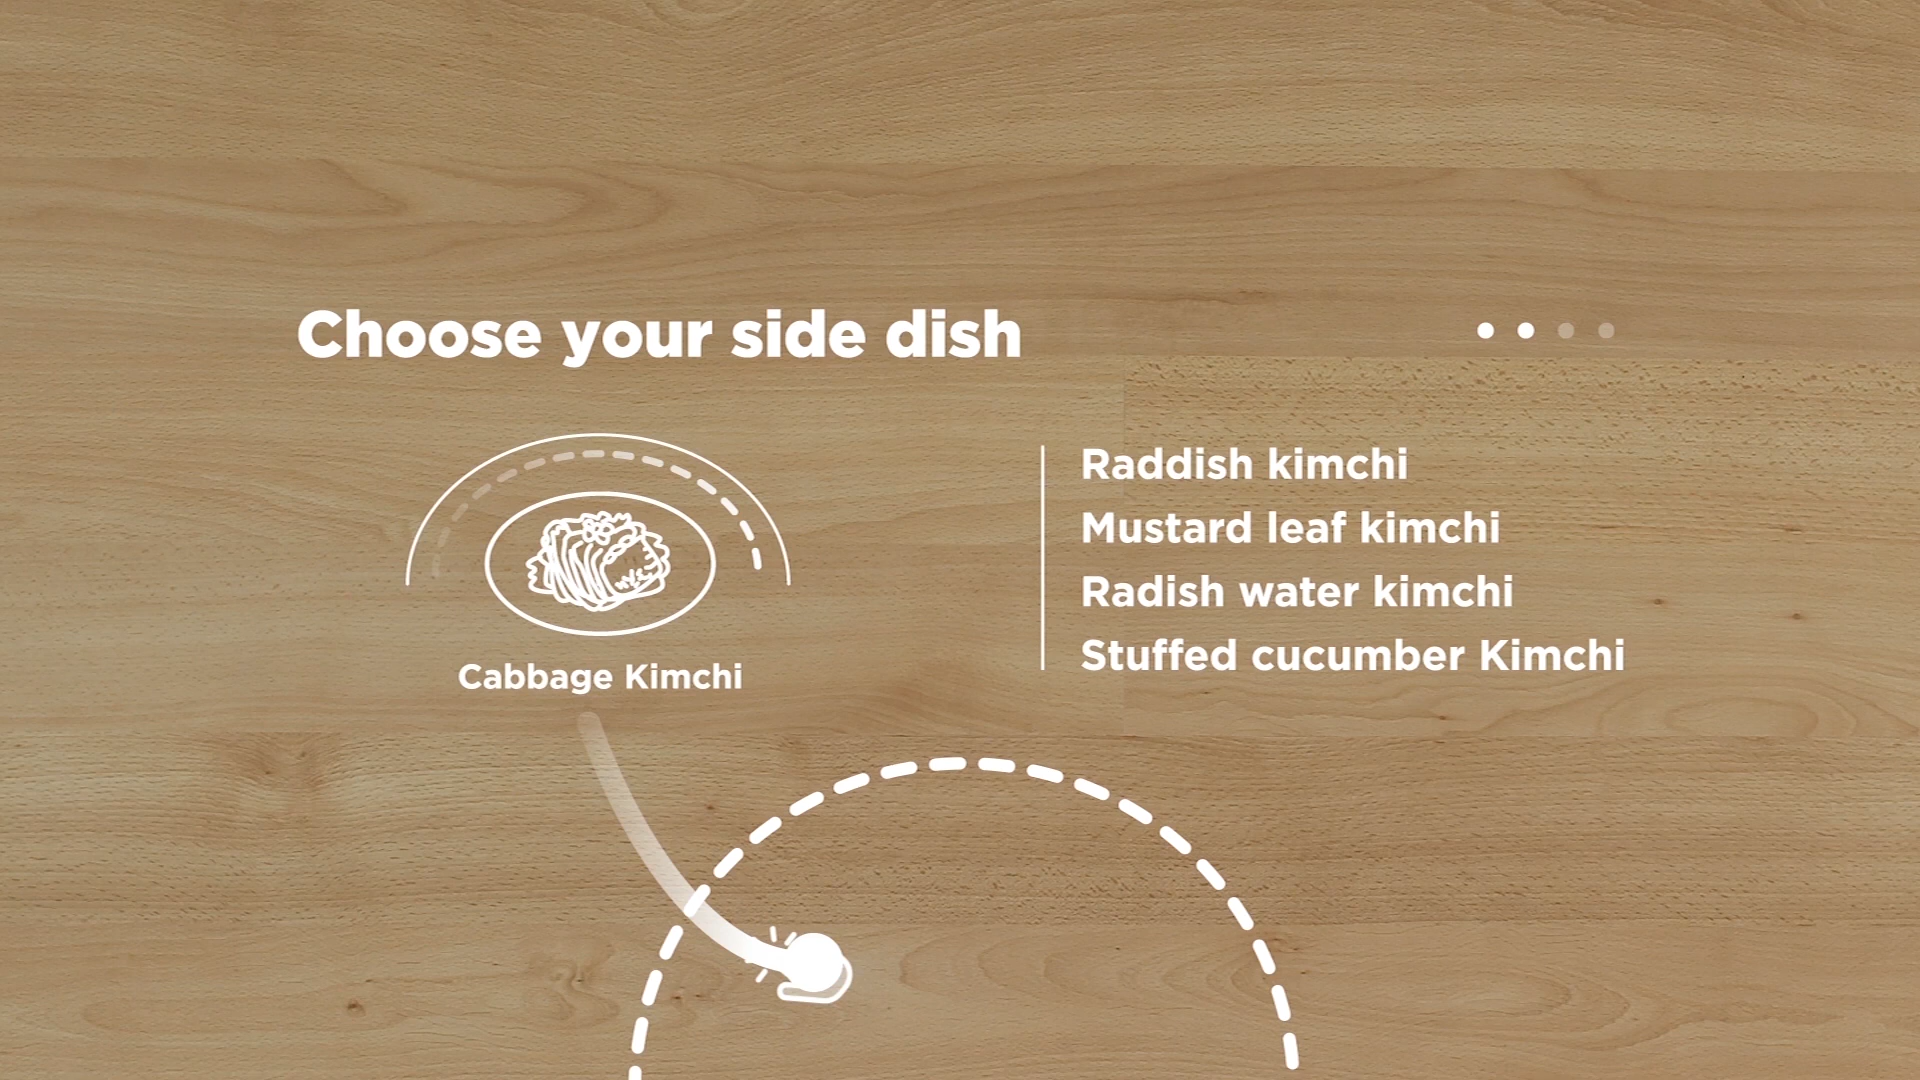 Choose your side dish
Cabbage Kimchi
Raddish kimchi
Mustard leaf kimchi
Radish water kimchi
Stuffed cucumber Kimchi